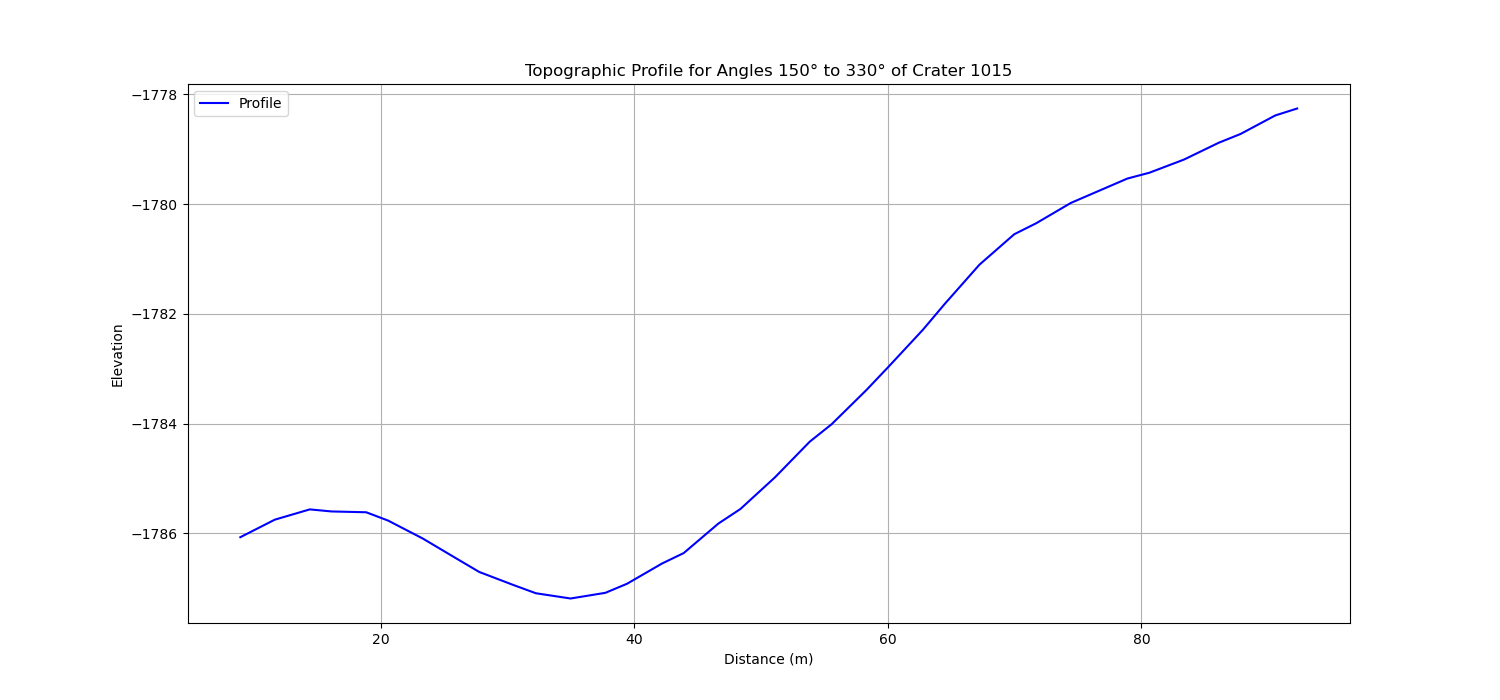 Topographic Profile for Angles 150° to 330° of Crater 1015
Profile
−1778
−1780
−1782
−1784
−1786
Elevation
20
40
60
80
Distance (m)